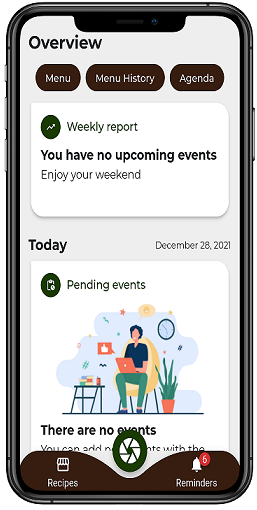 Overview
Menu
Menu History
Agenda
Weekly report
You have no upcoming events
Enjoy your weekend
Today
December 28, 2021
Pending events
There are no events
You can add new events with the
6
Recipes
Reminders